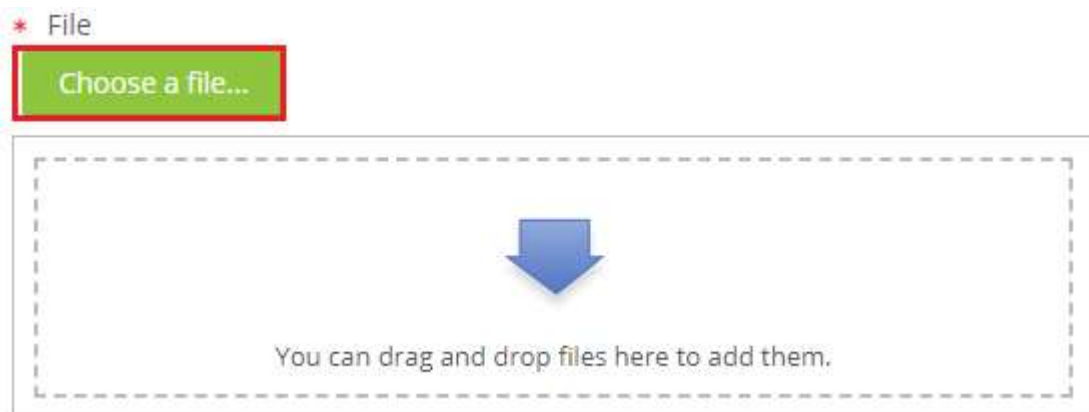 * File
Choose a file...
You can drag and drop files here to add them.